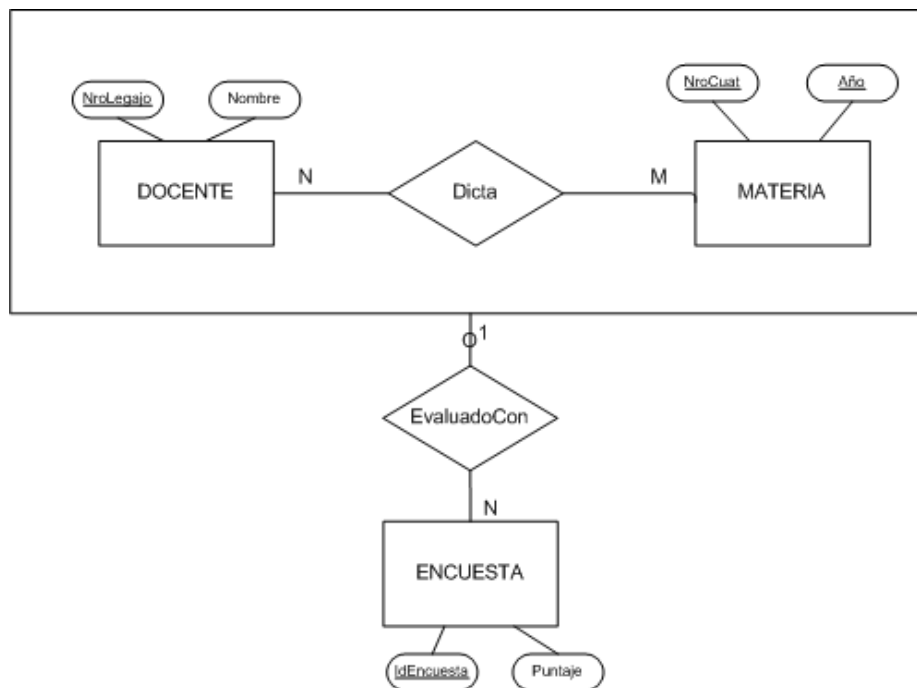 NroLegajo
Nombre
NroCuat
Año
DOCENTE
N
Dicta
M
MATERIA
1
EvaluadoCon
N
ENCUESTA
IdEncuesta
Puntaje